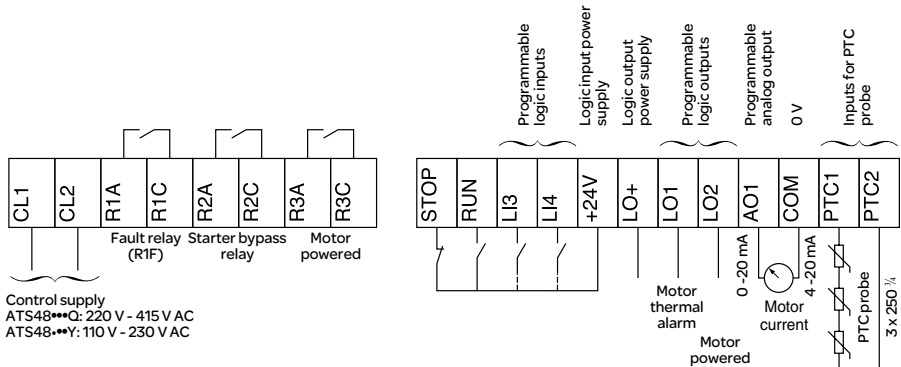 Programmable
logic inputs
Logic input power
supply
Logic output
power supply
Programmable
logic outputs
Programmable
analog output
0 V
Inputs for PTC
probe
CL1
CL2
R1A
R1C
R2A
R2C
R3A
R3C
STOP
RUN
LI3
LI4
+24V
LO+
LO1
LO2
AO1
COM
PTC1
PTC2
Fault relay
(R1F)
Starter bypass
relay
Motor
powered
Control supply
ATS48•••Q: 220 V - 415 V AC
ATS48•••Y: 110 V - 230 V AC
Motor
thermal
alarm
Motor
powered
0 -20 mA
4 -20 mA
Motor
current
PTC probe
3 x 250 ¾